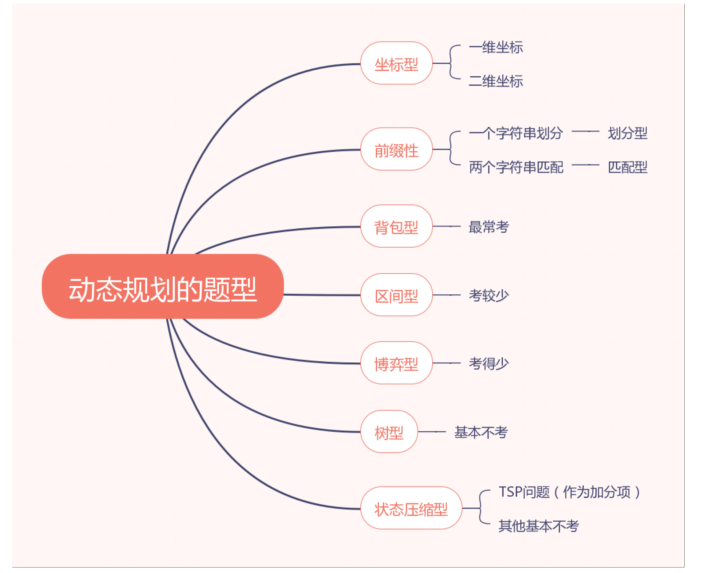 动态规划的题型
坐标型
一维坐标
二维坐标
前缀性
一个字符串划分
划分型
两个字符串匹配
匹配型
背包型
最常考
区间型
考较少
博弈型
考得少
树型
基本不考
状态压缩型
TSP问题（作为加分项）
其他基本不考